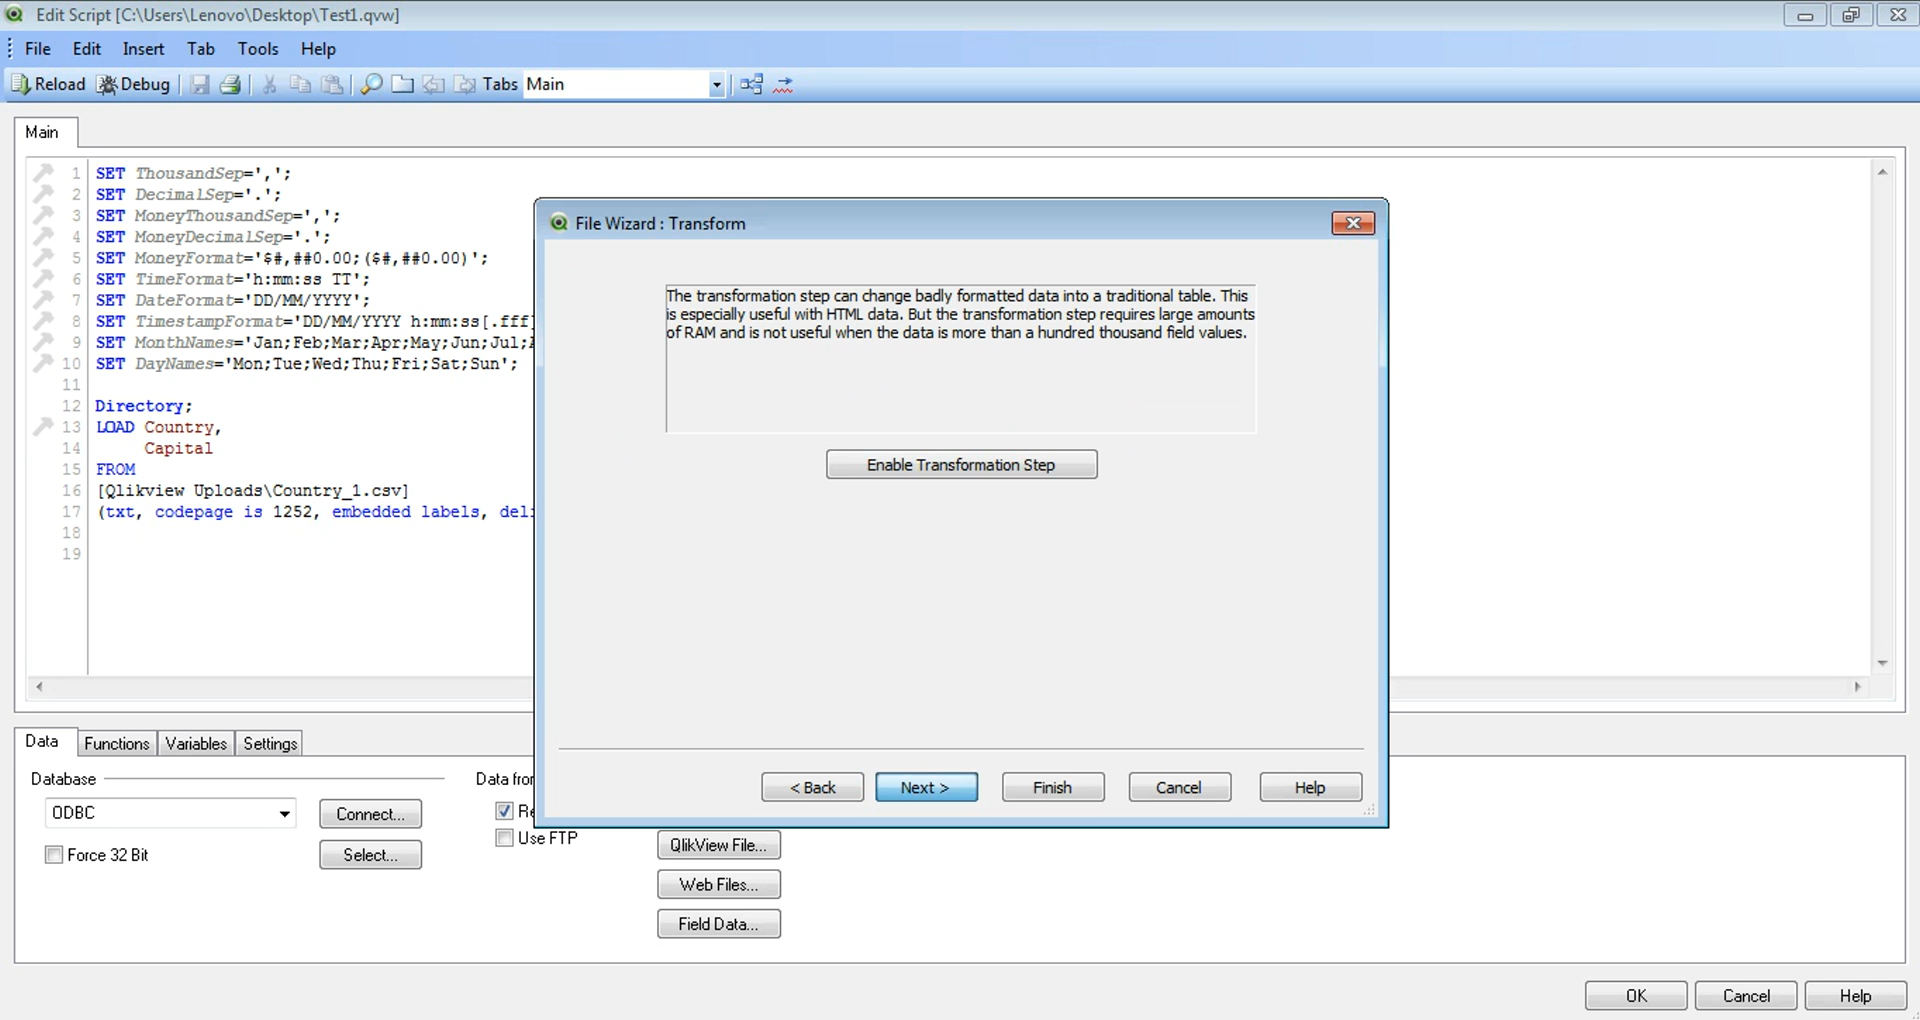 Edit Script [C:\Users\Lenovo\Desktop\Test1.qvw]
File Edit Insert Tab Tools Help
Reload Debug Tabs Main
Main
1 SET ThousandSep=',';
2 SET DecimalSep='.';
3 SET MoneyThousandSep=',';
4 SET MoneyDecimalSep='.';
5 SET MoneyFormat='$#,##0.00;($#,##0.00)';
6 SET TimeFormat='h:mm:ss TT';
7 SET DateFormat='DD/MM/YYYY';
8 SET TimestampFormat='DD/MM/YYYY h:mm:ss[.fff]
9 SET MonthNames='Jan;Feb;Mar;Apr;May;Jun;Jul;
10 SET DayNames='Mon;Tue;Wed;Thu;Fri;Sat;Sun';
11
12 Directory;
13 LOAD Country,
14 Capital
15 FROM
16 [Qlikview Uploads\Country_1.csv]
17 (txt, codepage is 1252, embedded labels, deli
18
19
File Wizard : Transform
The transformation step can change badly formatted data into a traditional table. This
is especially useful with HTML data. But the transformation step requires large amounts
of RAM and is not useful when the data is more than a hundred thousand field values.
Enable Transformation Step
< Back Next > Finish Cancel Help
Data Functions Variables Settings
Database
ODBC
Connect...
Force 32 Bit
Select...
Data from
Re
Use FTP
QlikView File...
Web Files...
Field Data...
OK Cancel Help